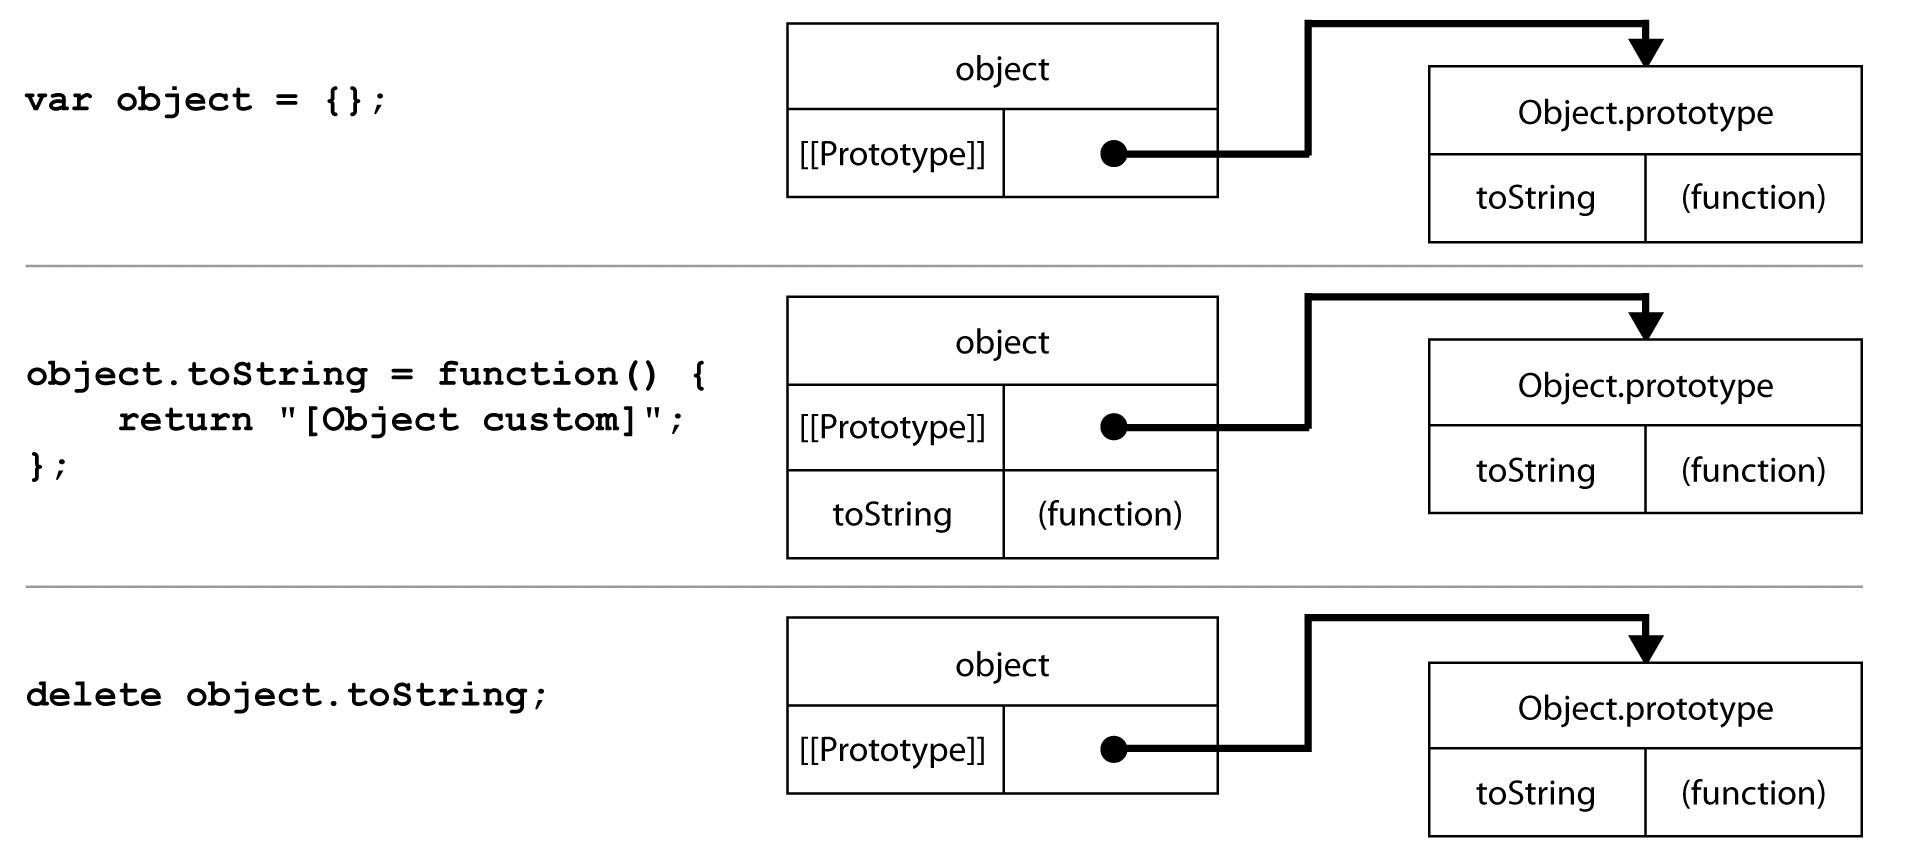 var object = {};
object
[[Prototype]]
Object.prototype
toString (function)
object.toString = function() {
    return "[Object custom]";
};
object
[[Prototype]]
toString (function)
Object.prototype
toString (function)
delete object.toString;
object
[[Prototype]]
Object.prototype
toString (function)